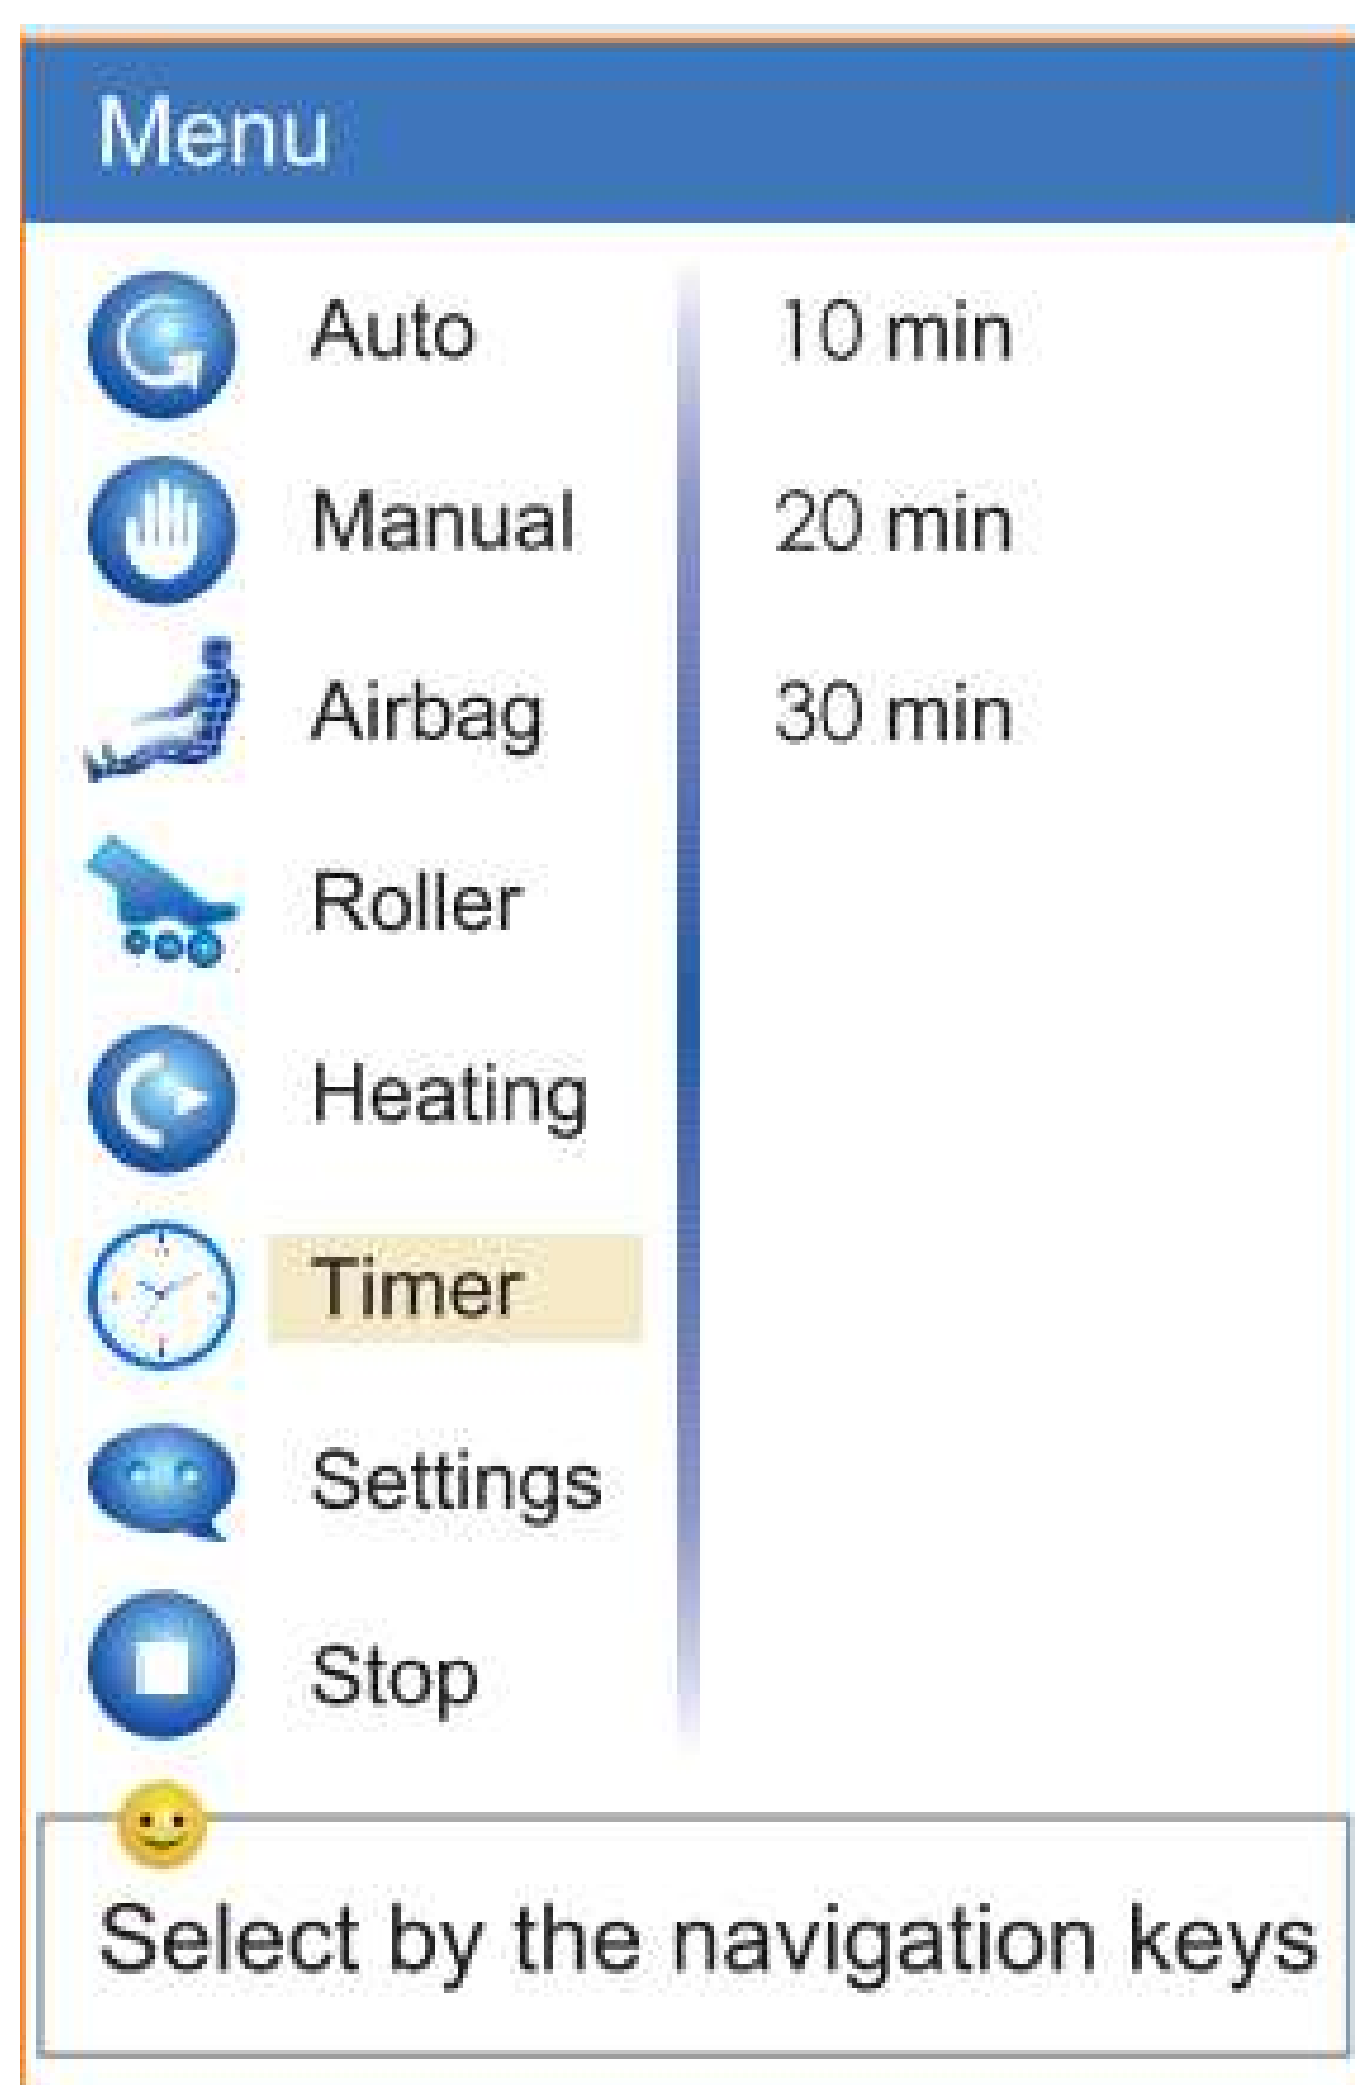 Menu
Auto
Manual
Airbag
Roller
Heating
Timer
Settings
Stop
10 min
20 min
30 min
Select by the navigation keys